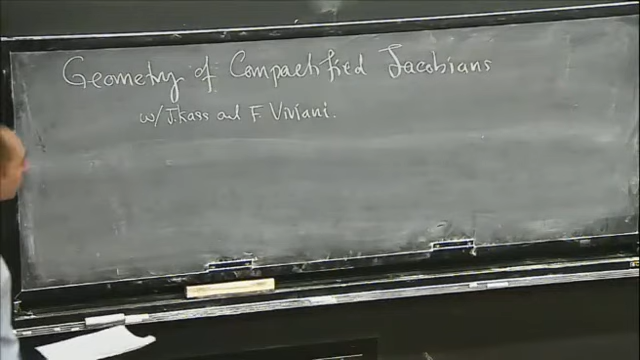 Geometry of Compactified Jacobians
w/ J. Kass and F. Viviani.